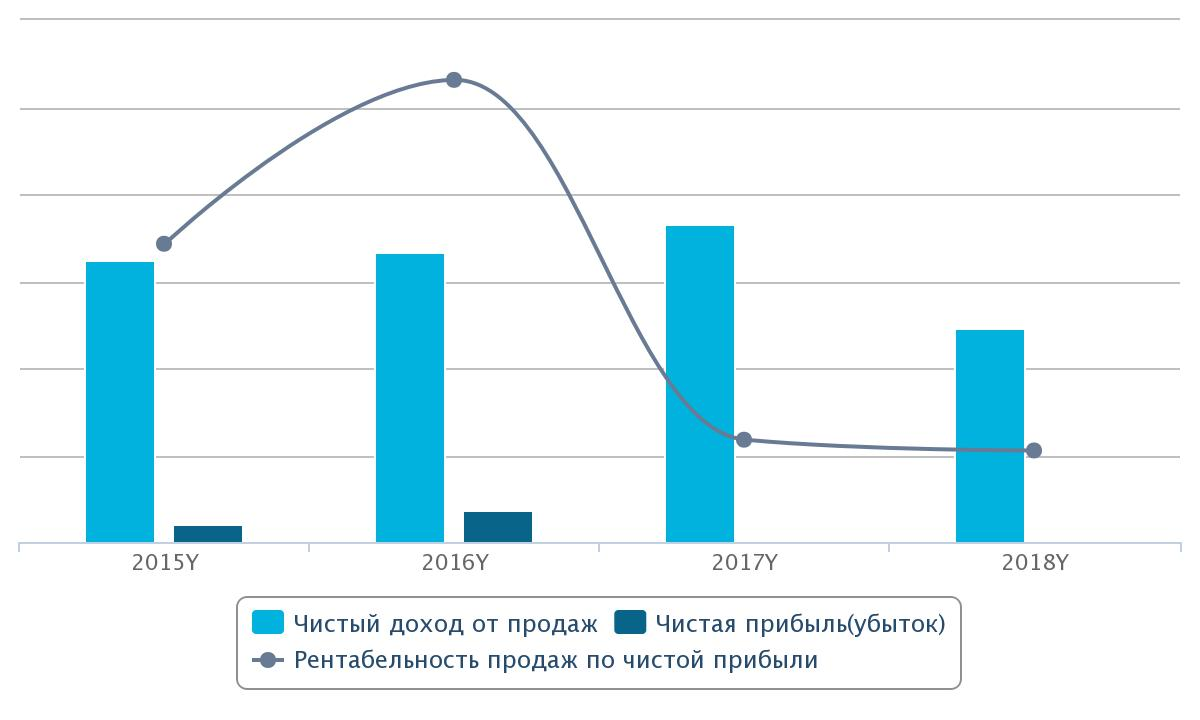 2015Y 2016Y 2017Y 2018Y
Чистый доход от продаж Чистая прибыль(убыток)
Рентабельность продаж по чистой прибыли